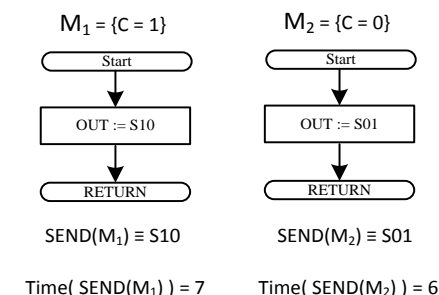 M₁ = {C = 1}
Start
OUT := S10
RETURN
SEND(M₁) ≡ S10
Time( SEND(M₁) ) = 7
M₂ = {C = 0}
Start
OUT := S01
RETURN
SEND(M₂) ≡ S01
Time( SEND(M₂) ) = 6